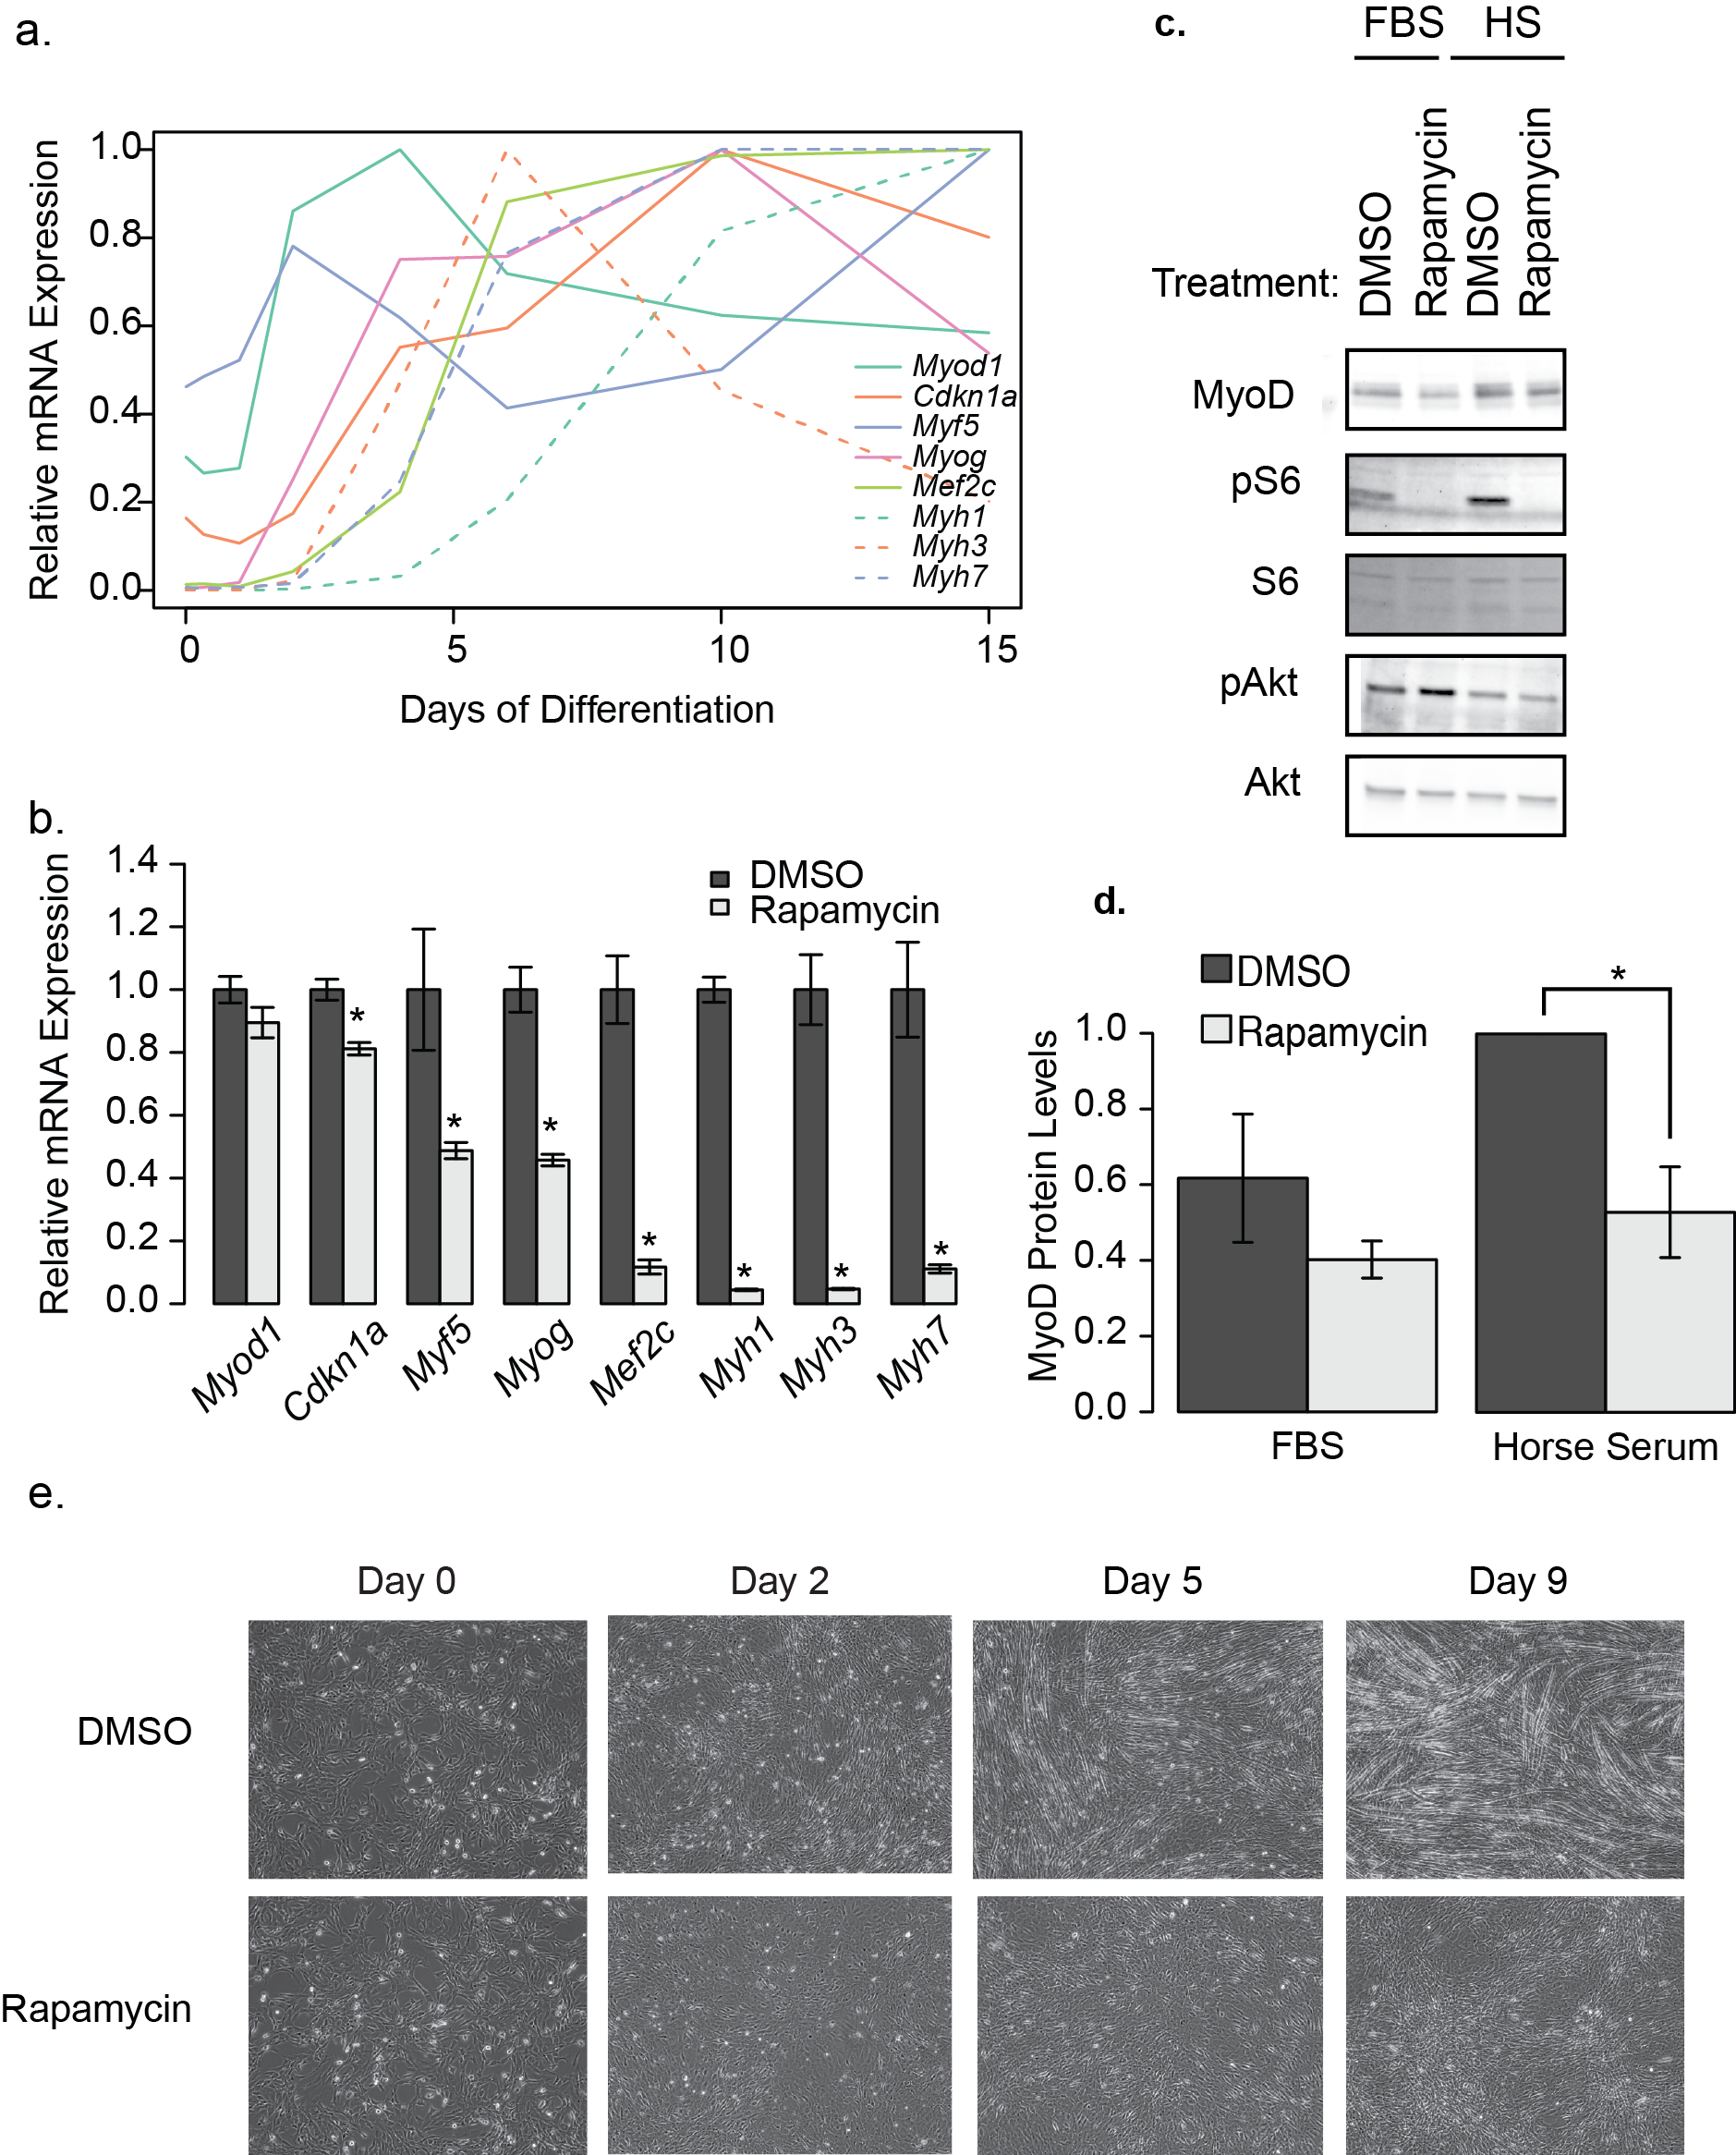 a.
Relative mRNA Expression
1.0
0.8
0.6
0.4
0.2
0.0
0 5 10 15
Days of Differentiation
Myod1
Cdkn1a
Myf5
Myog
Mef2c
Myh1
Myh3
Myh7
c.
FBS HS
Treatment: DMSO Rapamycin DMSO Rapamycin
MyoD
pS6
S6
pAkt
Akt
b.
Relative mRNA Expression
1.4
1.2
1.0
0.8
0.6
0.4
0.2
0.0
DMSO
Rapamycin
* * * * * * *
Myod1 Cdkn1a Myf5 Myog Mef2c Myh1 Myh3 Myh7
d.
DMSO
Rapamycin
*
MyoD Protein Levels
1.0
0.8
0.6
0.4
0.2
0.0
FBS Horse Serum
e.
Day 0 Day 2 Day 5 Day 9
DMSO
Rapamycin